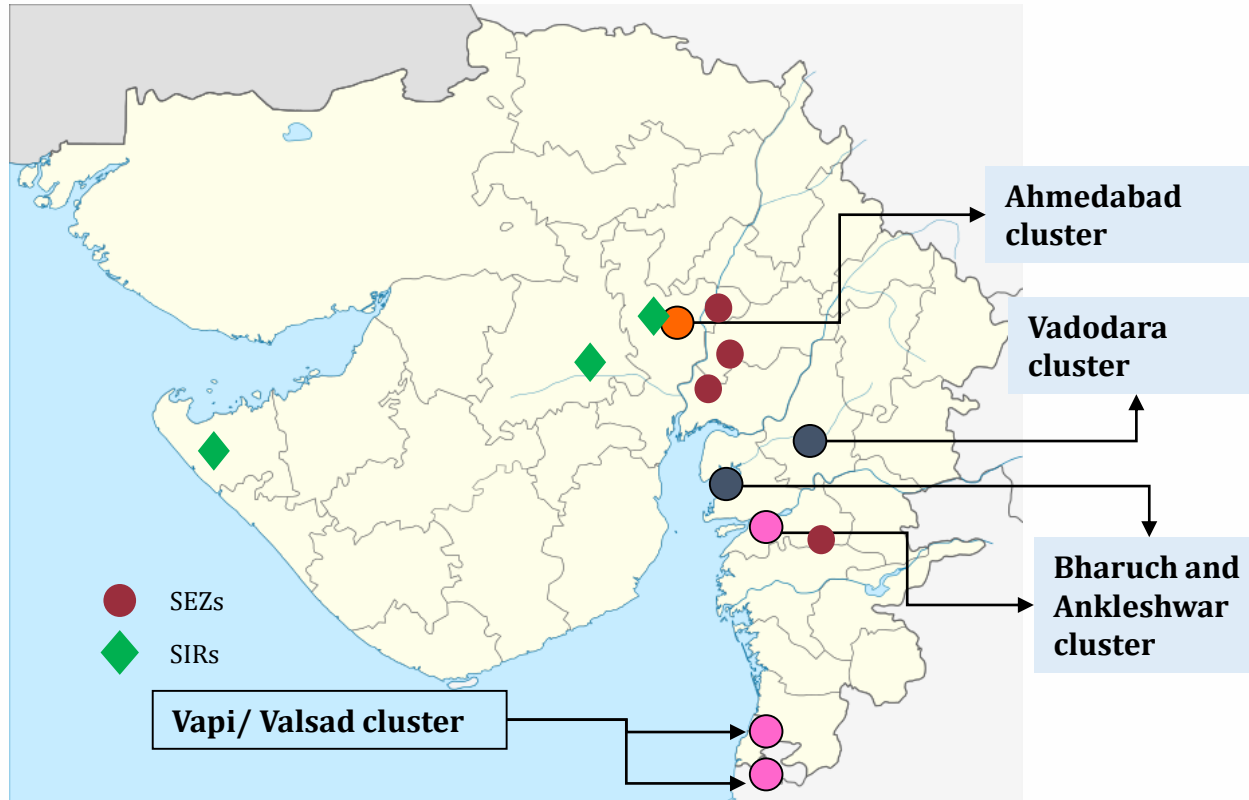 Ahmedabad
cluster
Vadodara
cluster
Bharuch and
Ankleshwar
cluster
SEZs
SIRs
Vapi/ Valsad cluster